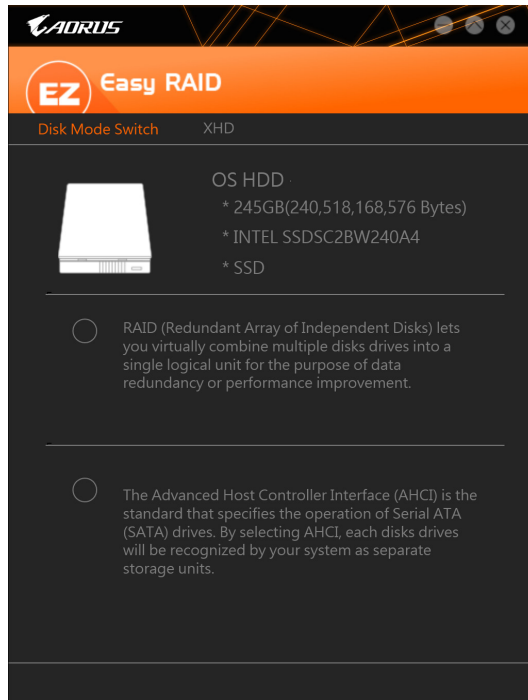 AORUS
EZ Easy RAID
Disk Mode Switch XHD
OS HDD
* 245GB(240,518,168,576 Bytes)
* INTEL SSDSC2BW240A4
* SSD
RAID (Redundant Array of Independent Disks) lets
you virtually combine multiple disks drives into a
single logical unit for the purpose of data
redundancy or performance improvement.
The Advanced Host Controller Interface (AHCI) is the
standard that specifies the operation of Serial ATA
(SATA) drives. By selecting AHCI, each disks drives
will be recognized by your system as separate
storage units.